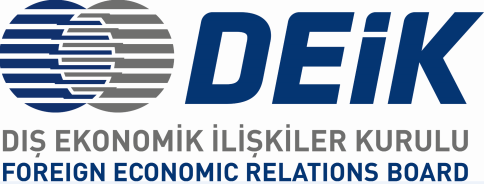 DEİK
DIŞ EKONOMİK İLİŞKİLER KURULU
FOREIGN ECONOMIC RELATIONS BOARD